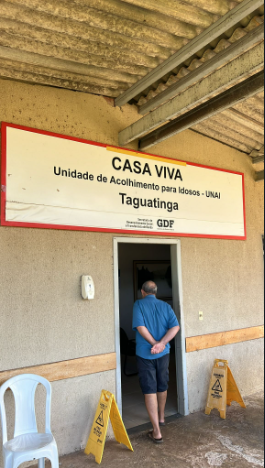 CASA VIVA
Unidade de Acolhimento para Idosos - UNAI
Taguatinga
GDF